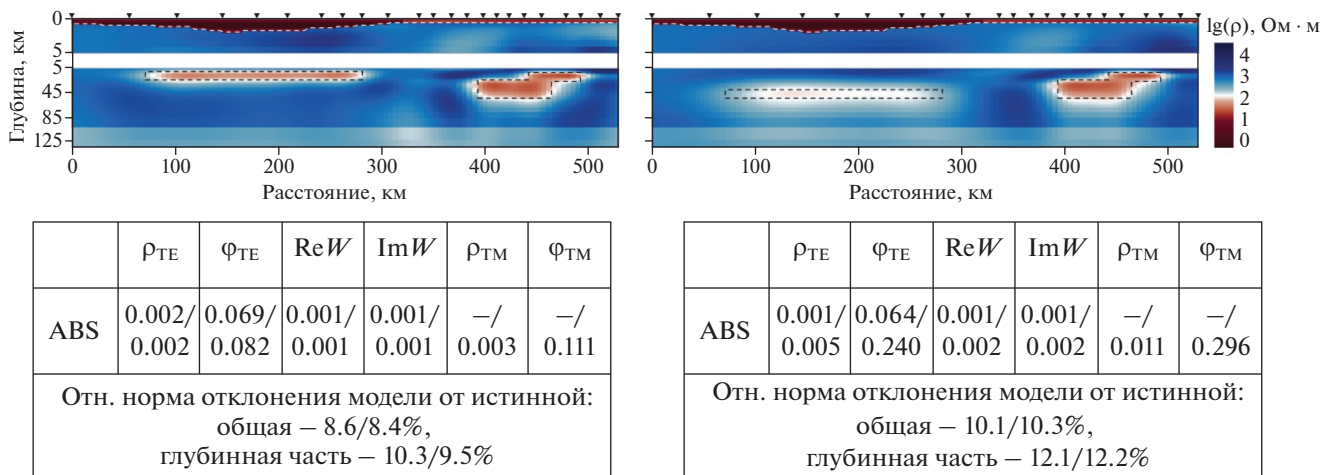 Глубина, км
0
5
5
45
85
125
0
100
200
300
400
500
Расстояние, км
0
100
200
300
400
500
Расстояние, км
lg(ρ), Ом · м
4
3
2
1
0
ρTE φTE ReW ImW ρTM φTM
ABS 0.002/ 0.069/ 0.001/ 0.001/ –/ –/
0.002 0.082 0.001 0.001 0.003 0.111
Отн. норма отклонения модели от истинной:
общая – 8.6/8.4%,
глубинная часть – 10.3/9.5%
ρTE φTE ReW ImW ρTM φTM
ABS 0.001/ 0.064/ 0.001/ 0.001/ –/ –/
0.005 0.240 0.002 0.002 0.011 0.296
Отн. норма отклонения модели от истинной:
общая – 10.1/10.3%,
глубинная часть – 12.1/12.2%